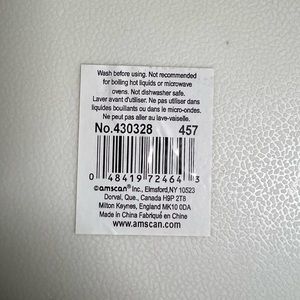 Wash before using. Not recommended
for boiling hot liquids or microwave
ovens. Not dishwasher safe.
Laver avant d'utiliser. Ne pas utiliser dans
liquides bouillants ou dans le micro-ondes.
Ne peut pas aller au lave-vaiselle.
No.430328 457
0 48419 72464 3
©amscan® Inc., Elmsford,NY 10523
Dorval, Que., Canada H9P 2T8
Milton Keynes, England MK10 0DA
Made in China Fabriqué en Chine
www.amscan.com